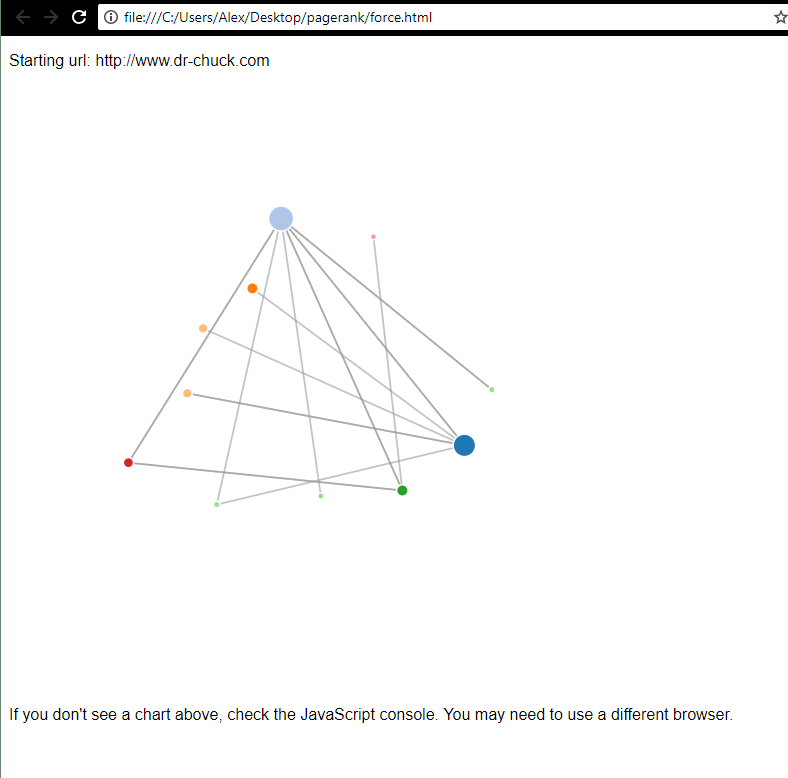 file:///C:/Users/Alex/Desktop/pagerank/force.html
Starting url: http://www.dr-chuck.com
If you don't see a chart above, check the JavaScript console. You may need to use a different browser.